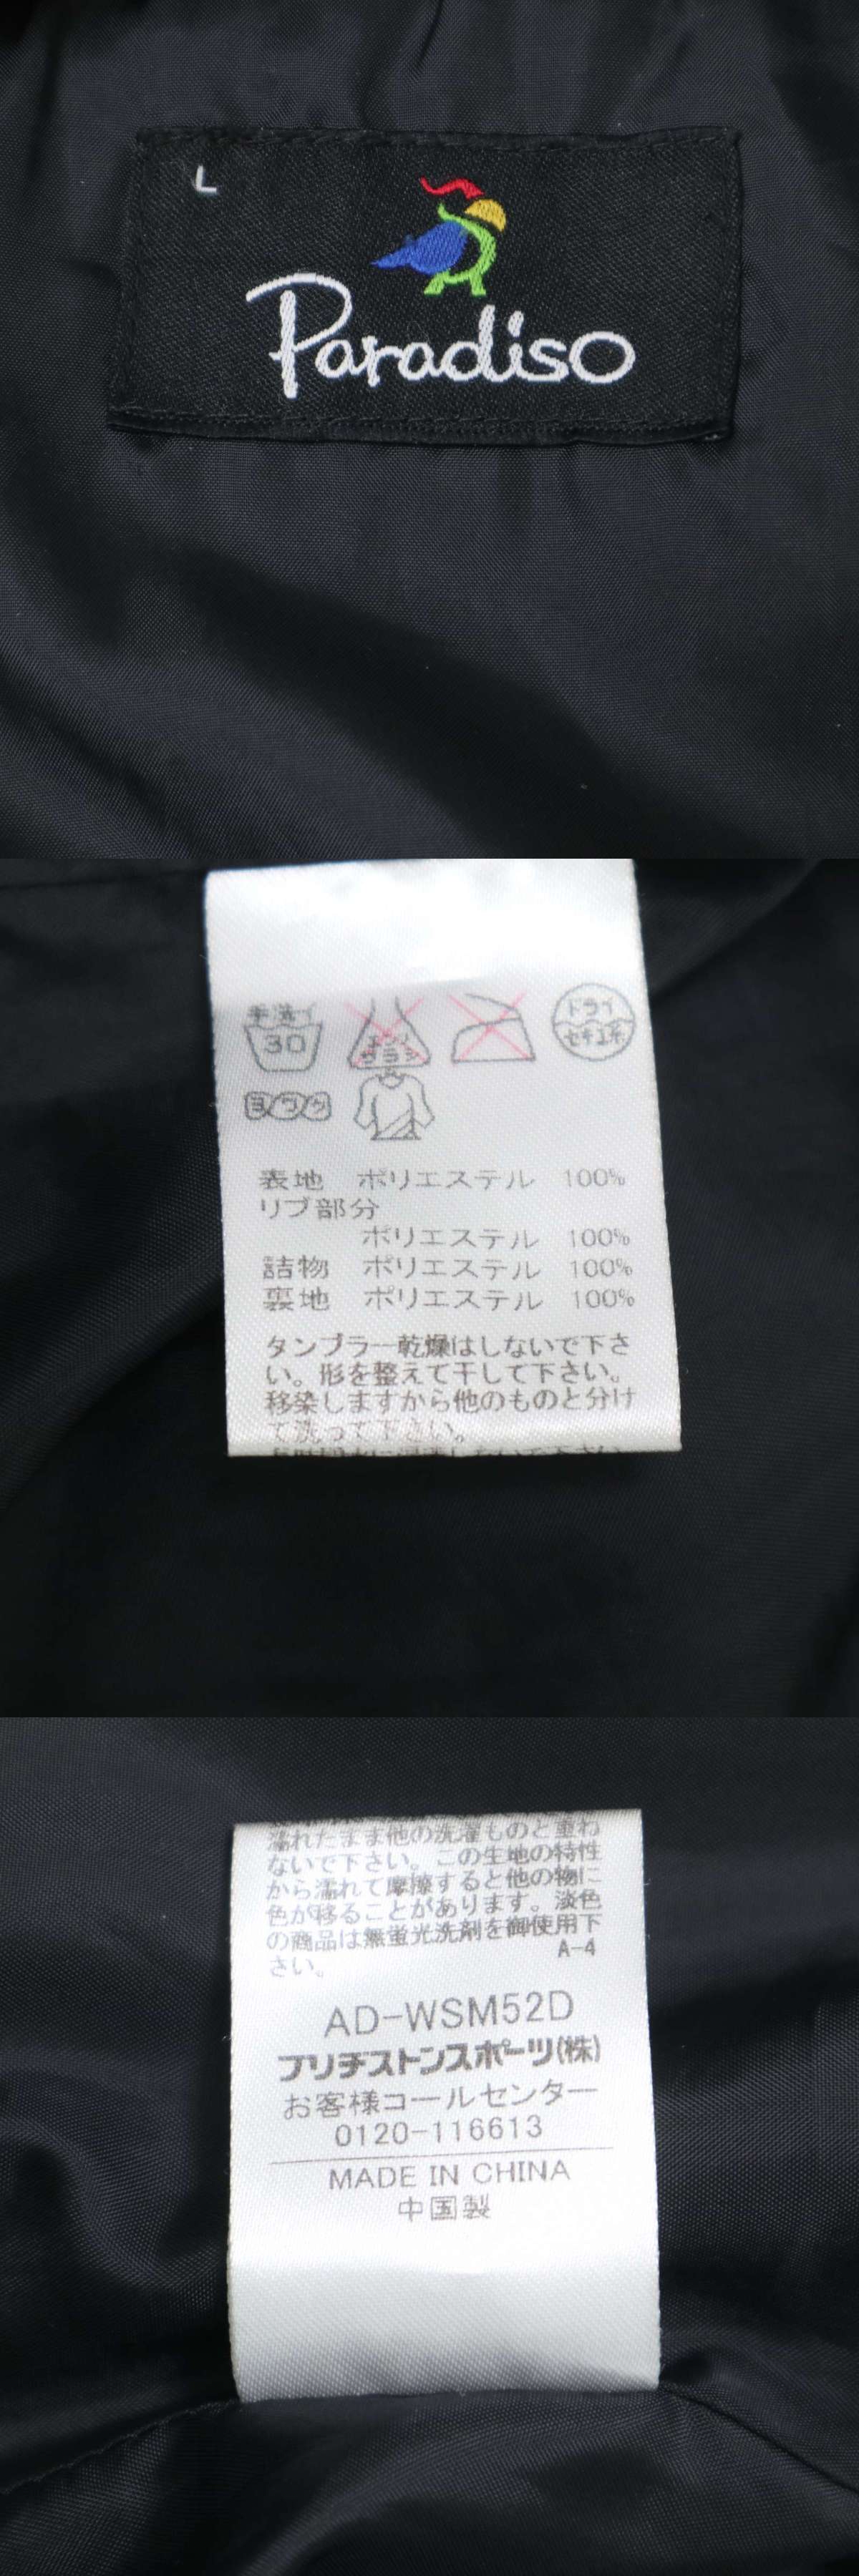 L
Paradiso
手洗イ
30
エンソ
サラシ
ドライ
セキユ系
ヨワク
表地 ポリエステル 100%
リブ部分
ポリエステル 100%
詰物 ポリエステル 100%
裏地 ポリエステル 100%
タンブラー乾燥はしないで下さ
い。形を整えて干して下さい。
移染しますから他のものと分け
て洗って下さい。
濡れたまま他の洗濯ものと重ね
ないで下さい。この生地の特性
から濡れて摩擦すると他の物に
色が移ることがあります。淡色
の商品は無蛍光洗剤を御使用下
さい。
A-4
AD-WSM52D
ブリヂストンスポーツ(株)
お客様コールセンター
0120-116613
MADE IN CHINA
中国製